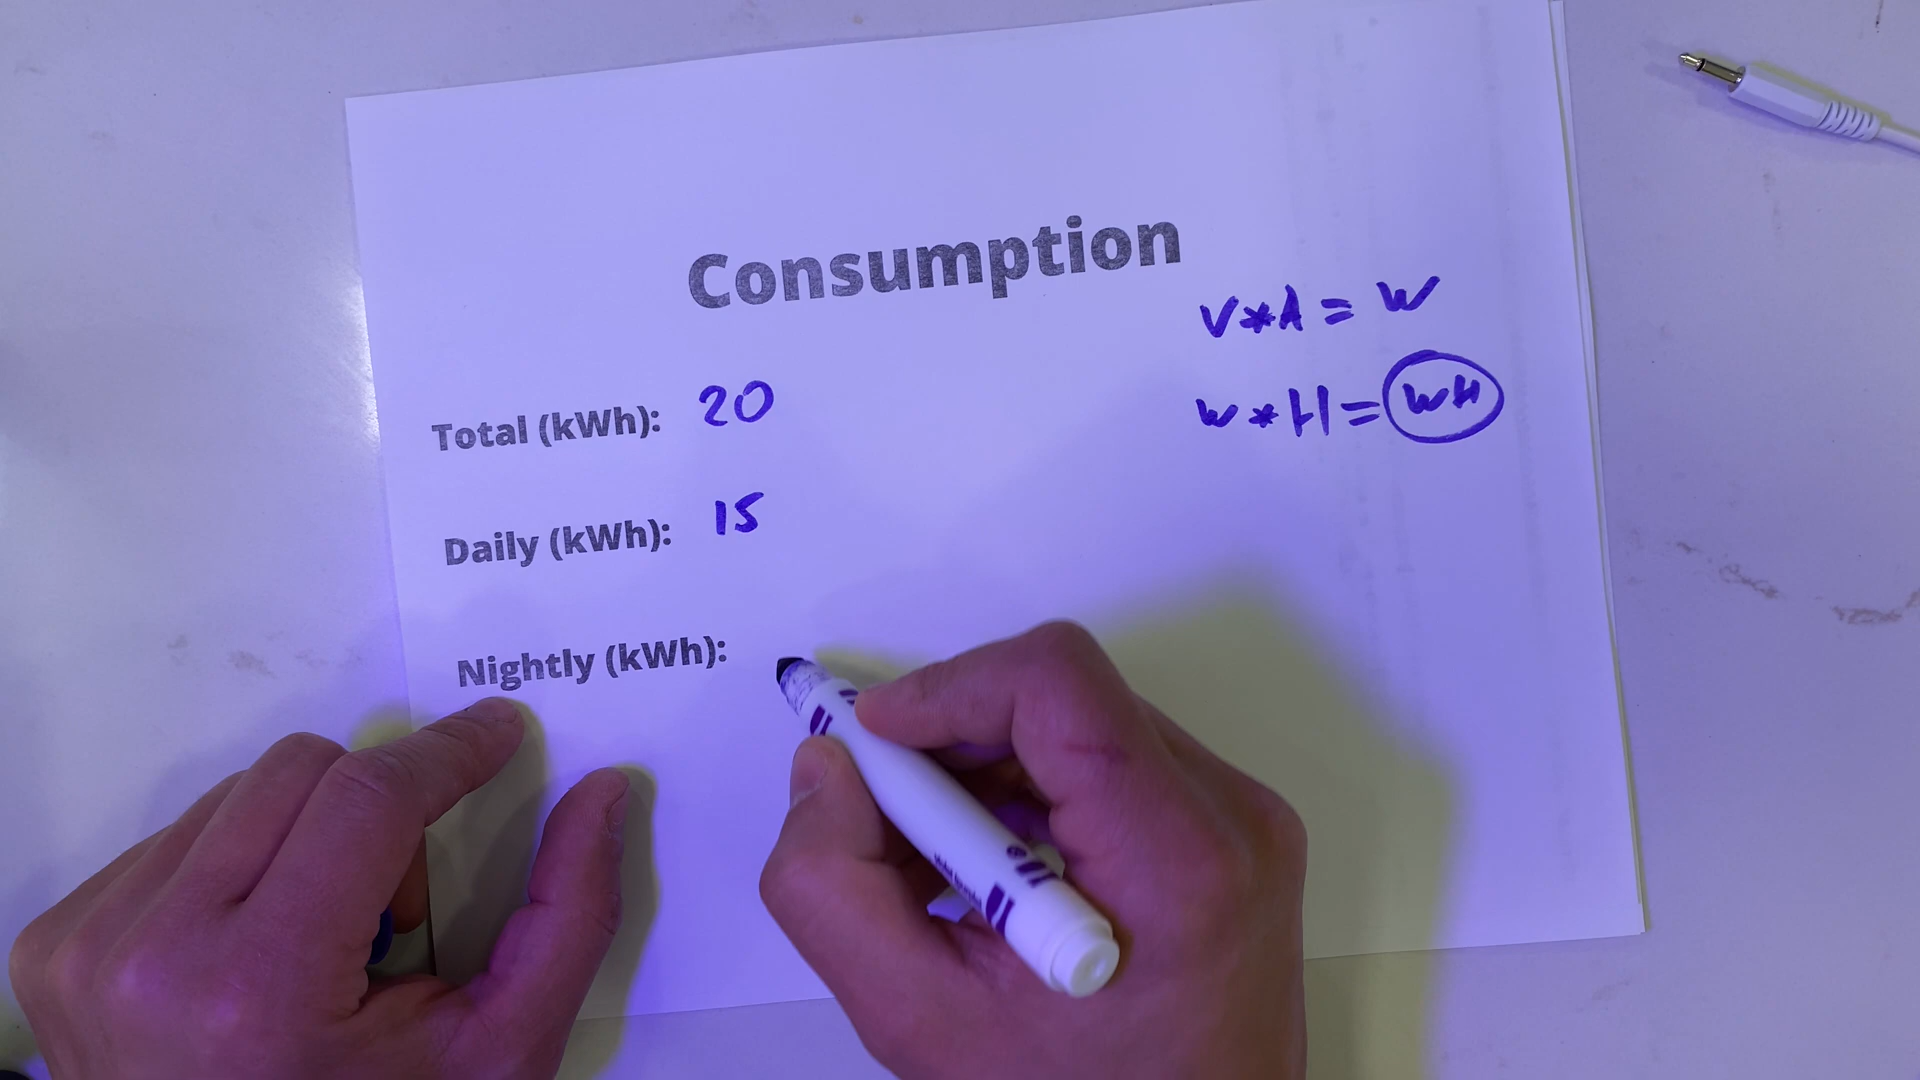 Consumption
V*A = W
Total (kWh): 20
W*H = WH
Daily (kWh): 15
Nightly (kWh):